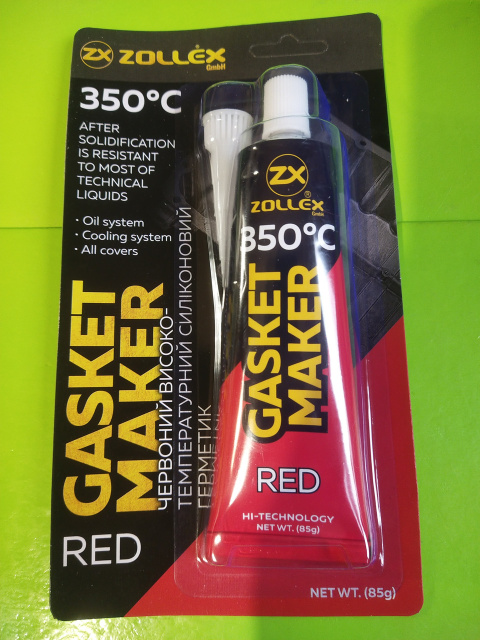 ZX ZOLLEX
GmbH
350°C
AFTER
SOLIDIFICATION
IS RESISTANT
TO MOST OF
TECHNICAL
LIQUIDS
• Oil system
• Cooling system
• All covers
GASKET
MAKER
ЧЕРВОНИЙ ВИСОКО-
ТЕМПЕРАТУРНИЙ СИЛІКОНОВИЙ
ГЕРМЕТИК
RED
ZX
®
ZOLLEX
GmbH
350°C
GASKET
MAKER
RED
HI-TECHNOLOGY
NET WT. (85g)
NET WT. (85g)